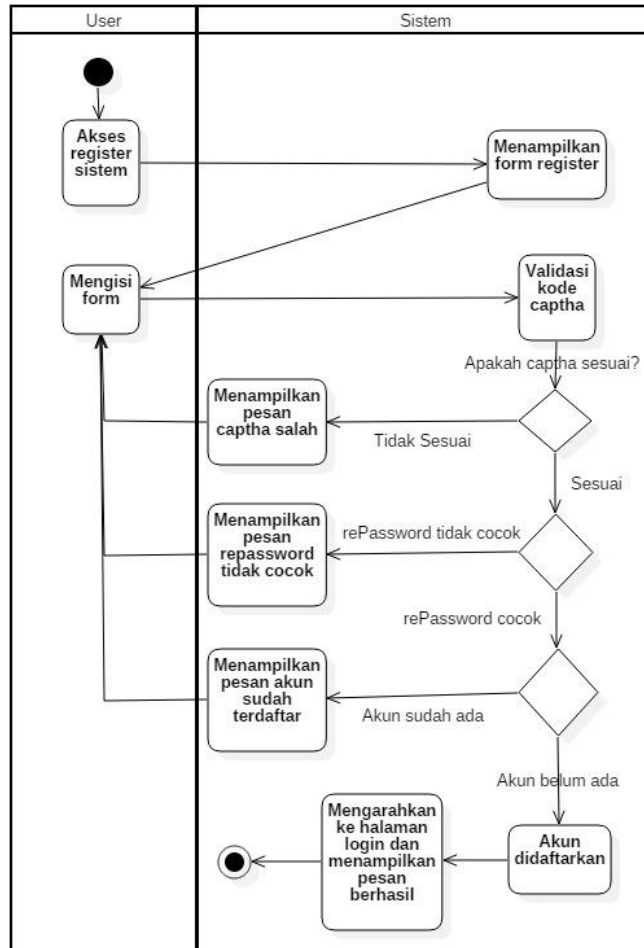 User
Sistem
Akses
register
sistem
Menampilkan
form register
Mengisi
form
Validasi
kode
captha
Apakah captha sesuai?
Menampilkan
pesan
captha salah
Tidak Sesuai
Sesuai
Menampilkan
pesan
repassword
tidak cocok
rePassword tidak cocok
rePassword cocok
Menampilkan
pesan akun
sudah
terdaftar
Akun sudah ada
Akun belum ada
Mengarahkan
ke halaman
login dan
menampilkan
pesan
berhasil
Akun
didaftarkan